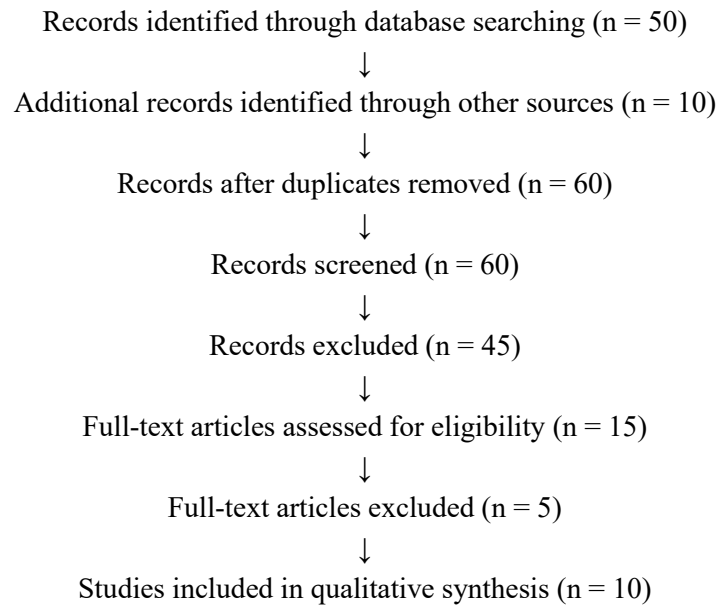 Records identified through database searching (n = 50)
↓
Additional records identified through other sources (n = 10)
↓
Records after duplicates removed (n = 60)
↓
Records screened (n = 60)
↓
Records excluded (n = 45)
↓
Full-text articles assessed for eligibility (n = 15)
↓
Full-text articles excluded (n = 5)
↓
Studies included in qualitative synthesis (n = 10)